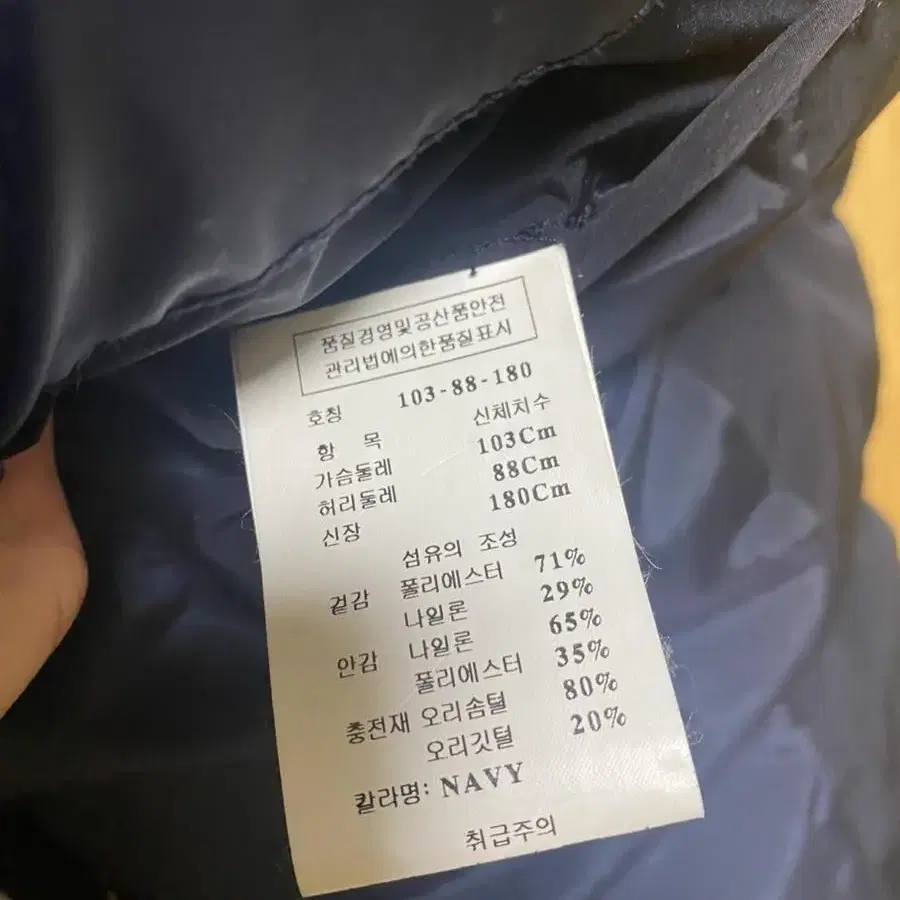 품질경영및공산품안전
관리법에의한품질표시
호칭 103-88-180
항 목 신체치수
가슴둘레 103Cm
허리둘레 88Cm
신장 180Cm
섬유의 조성
겉감 폴리에스터 71%
나일론 29%
안감 나일론 65%
폴리에스터 35%
충전재 오리솜털 80%
오리깃털 20%
칼라명: NAVY
취급주의